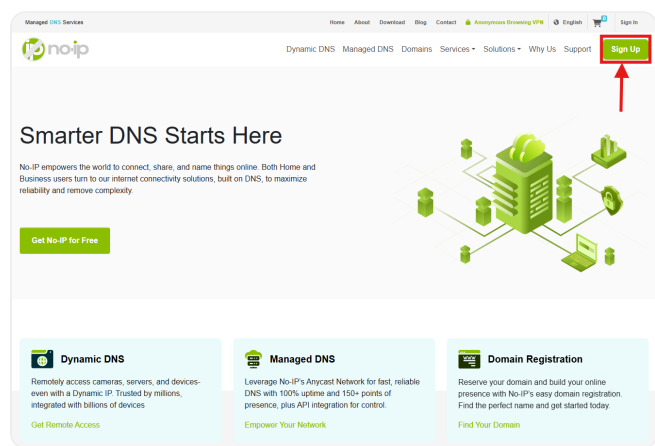 Managed DNS Services
Home About Download Blog Contact Anonymous Browsing VPN English 0 Sign In
no-ip
Dynamic DNS Managed DNS Domains Services Solutions Why Us Support Sign Up
Smarter DNS Starts Here
No-IP empowers the world to connect, share, and name things online. Both Home and
Business users turn to our internet connectivity solutions, built on DNS, to maximize
reliability and remove complexity.
Get No-IP for Free
Dynamic DNS
Remotely access cameras, servers, and devices-
even with a Dynamic IP. Trusted by millions,
integrated with billions of devices
Get Remote Access
Managed DNS
Leverage No-IP's Anycast Network for fast, reliable
DNS with 100% uptime and 150+ points of
presence, plus API integration for control.
Empower Your Network
WWW
Domain Registration
Reserve your domain and build your online
presence with No-IP's easy domain registration.
Find the perfect name and get started today.
Find Your Domain